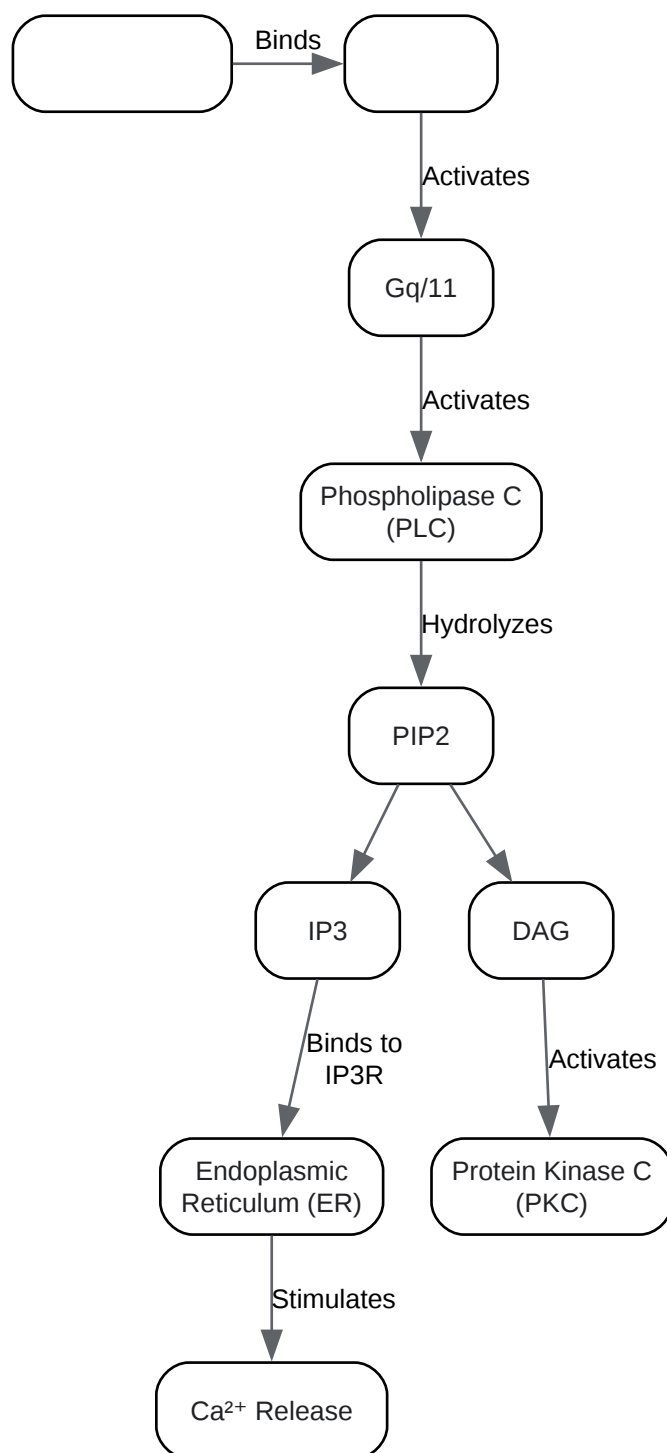 Binds
Activates
Gq/11
Activates
Phospholipase C
(PLC)
Hydrolyzes
PIP2
IP3
DAG
Binds to
IP3R
Activates
Endoplasmic
Reticulum (ER)
Protein Kinase C
(PKC)
Stimulates
Ca²⁺ Release